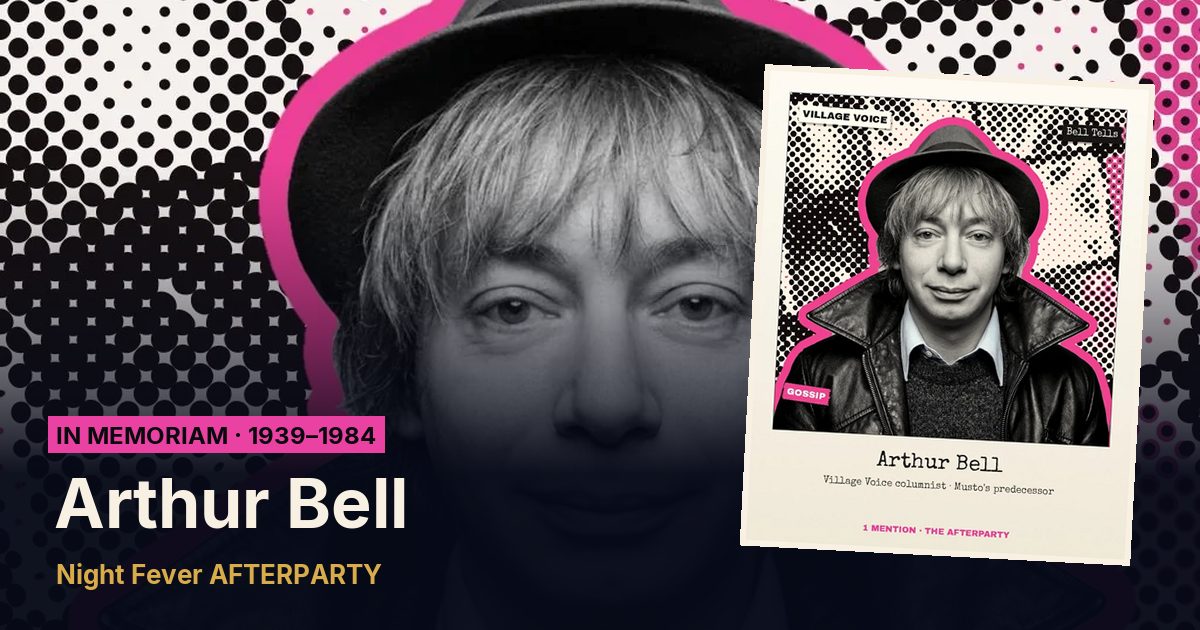 IN MEMORIAM · 1939–1984
Arthur Bell
Night Fever AFTERPARTY
VILLAGE VOICE
Bell Tells
GOSSIP
Arthur Bell
Village Voice columnist · Musto's predecessor
1 MENTION · THE AFTERPARTY